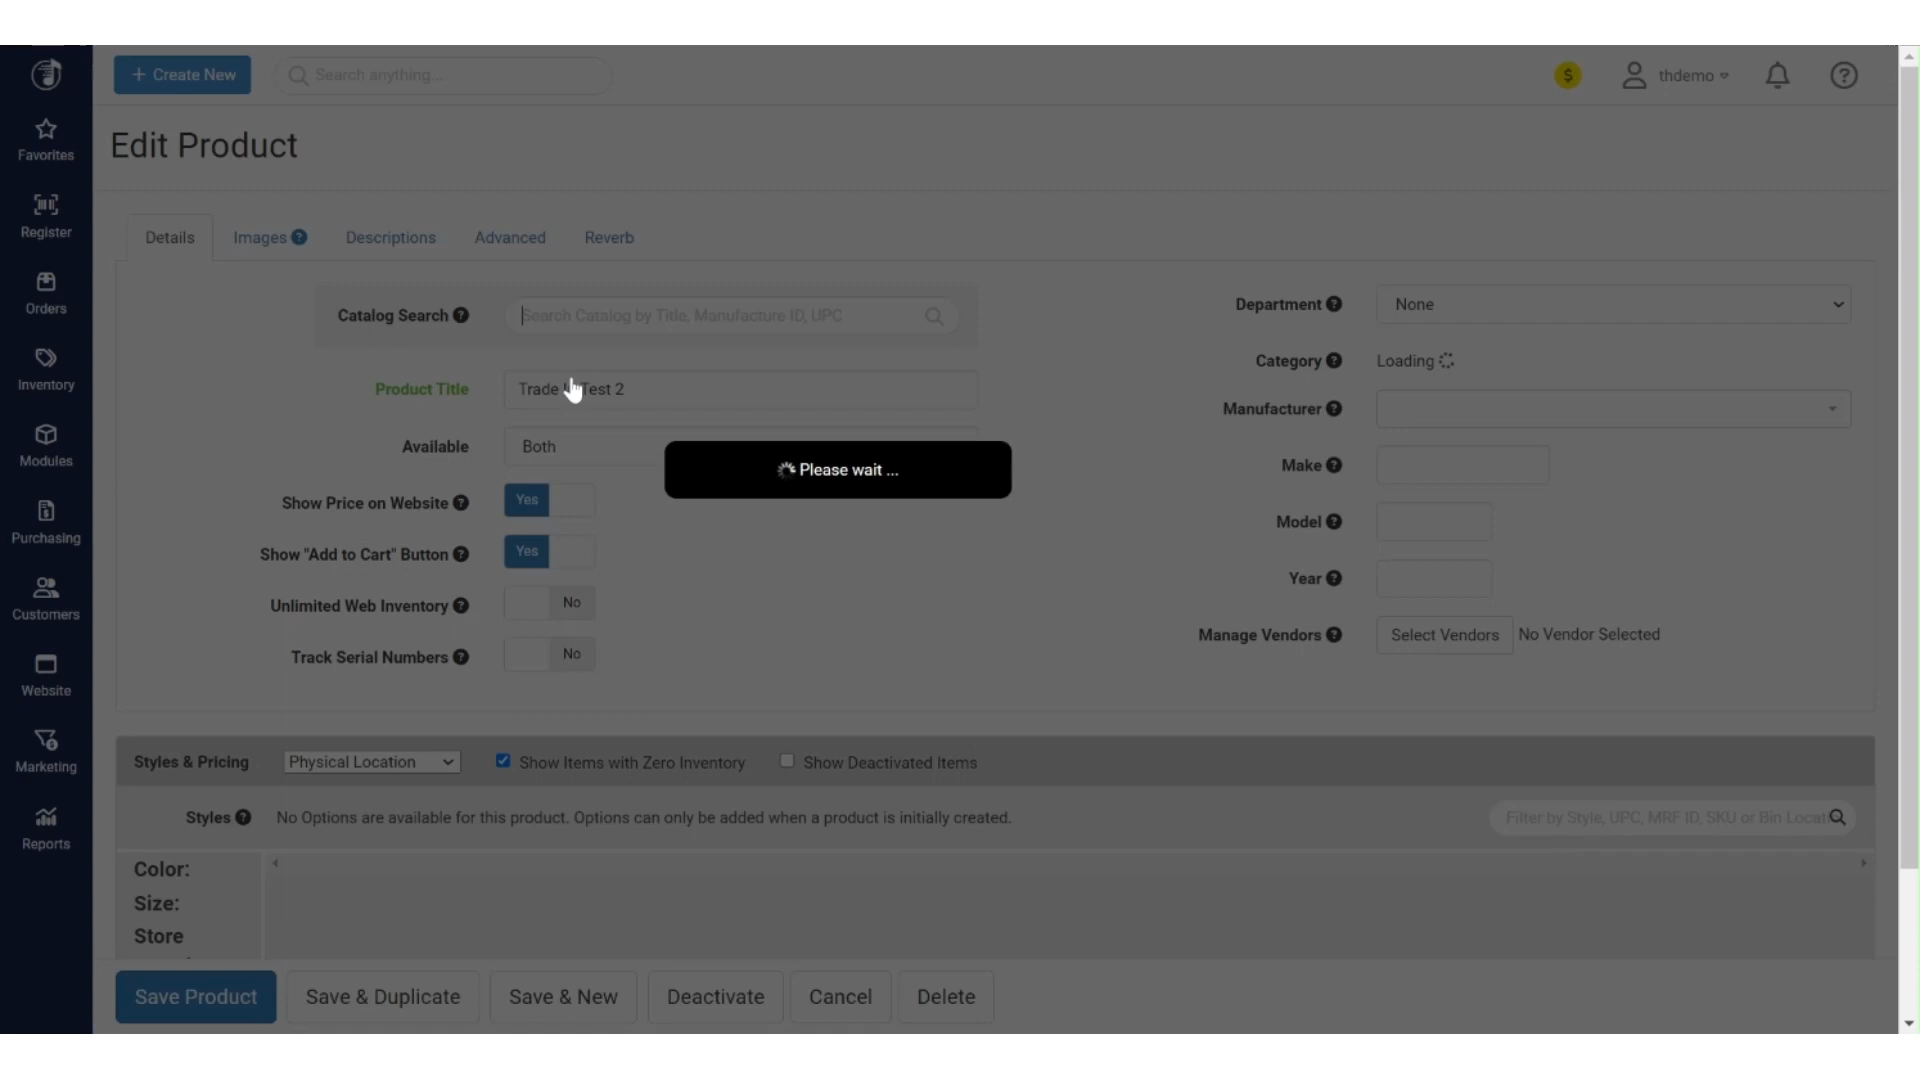 Create New
Search anything...
$
thdemo
Favorites
Register
Orders
Inventory
Modules
Purchasing
Customers
Website
Marketing
Reports
Edit Product
Details
Images
Descriptions
Advanced
Reverb
Catalog Search
Search Catalog by Title, Manufacture ID, UPC
Product Title
Trade Test 2
Available
Both
Show Price on Website
Yes
Show "Add to Cart" Button
Yes
Unlimited Web Inventory
No
Track Serial Numbers
No
Please wait ...
Department
None
Category
Loading
Manufacturer
Make
Model
Year
Manage Vendors
Select Vendors
No Vendor Selected
Styles & Pricing
Physical Location
Show Items with Zero Inventory
Show Deactivated Items
Styles
No Options are available for this product. Options can only be added when a product is initially created.
Filter by Style, UPC, MRF ID, SKU or Bin Locat
Color:
Size:
Store
Save Product
Save & Duplicate
Save & New
Deactivate
Cancel
Delete